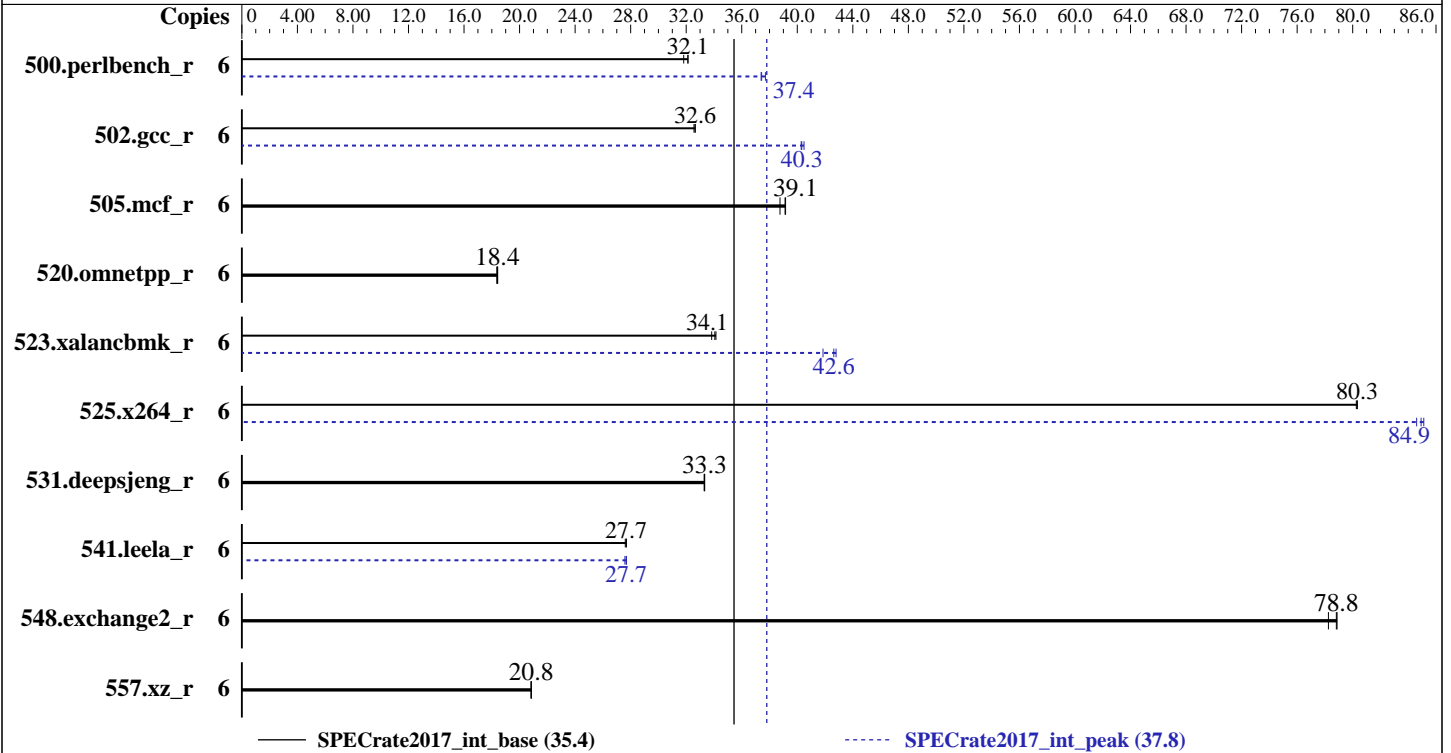 Copies 0 4.00 8.00 12.0 16.0 20.0 24.0 28.0 32.0 36.0 40.0 44.0 48.0 52.0 56.0 60.0 64.0 68.0 72.0 76.0 80.0 86.0
32.1
500.perlbench_r 6
37.4
32.6
502.gcc_r 6
40.3
39.1
505.mcf_r 6
18.4
520.omnetpp_r 6
34.1
523.xalancbmk_r 6
42.6
80.3
525.x264_r 6
84.9
33.3
531.deepsjeng_r 6
27.7
541.leela_r 6
27.7
78.8
548.exchange2_r 6
20.8
557.xz_r 6
SPECrate2017_int_base (35.4) SPECrate2017_int_peak (37.8)